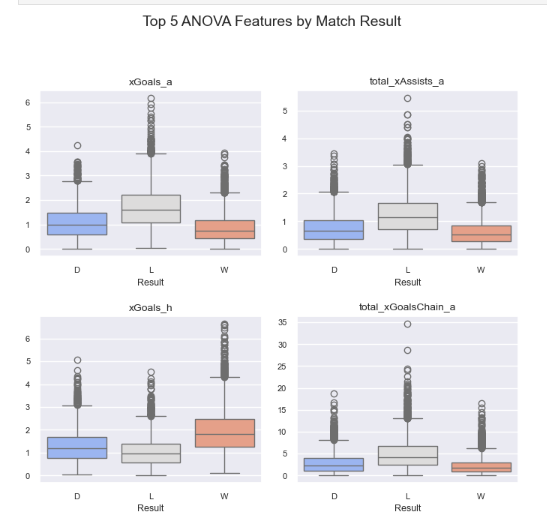 Top 5 ANOVA Features by Match Result
xGoals_a
6
5
4
3
2
1
0
D L W
Result
total_xAssists_a
5
4
3
2
1
0
D L W
Result
xGoals_h
6
5
4
3
2
1
0
D L W
Result
total_xGoalsChain_a
35
30
25
20
15
10
5
0
D L W
Result